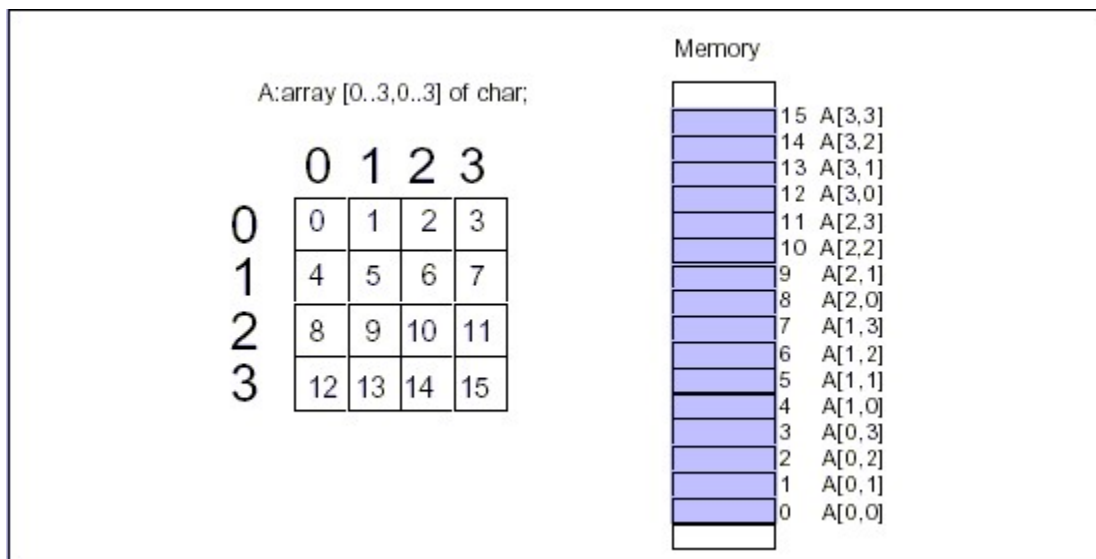 Memory
A:array [0..3,0..3] of char;
0 1 2 3
0 0 1 2 3
1 4 5 6 7
2 8 9 10 11
3 12 13 14 15
15 A[3,3]
14 A[3,2]
13 A[3,1]
12 A[3,0]
11 A[2,3]
10 A[2,2]
9 A[2,1]
8 A[2,0]
7 A[1,3]
6 A[1,2]
5 A[1,1]
4 A[1,0]
3 A[0,3]
2 A[0,2]
1 A[0,1]
0 A[0,0]